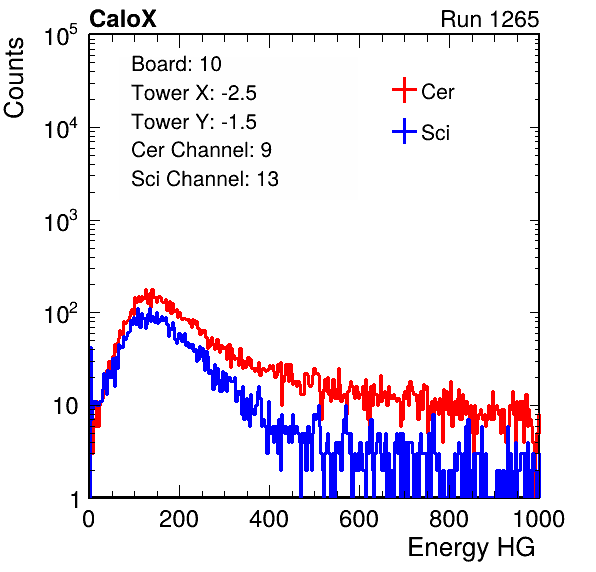 CaloX Run 1265
Counts
Board: 10
Tower X: -2.5
Tower Y: -1.5
Cer Channel: 9
Sci Channel: 13
Cer
Sci
10^5
10^4
10^3
10^2
10
1
0 200 400 600 800 1000
Energy HG